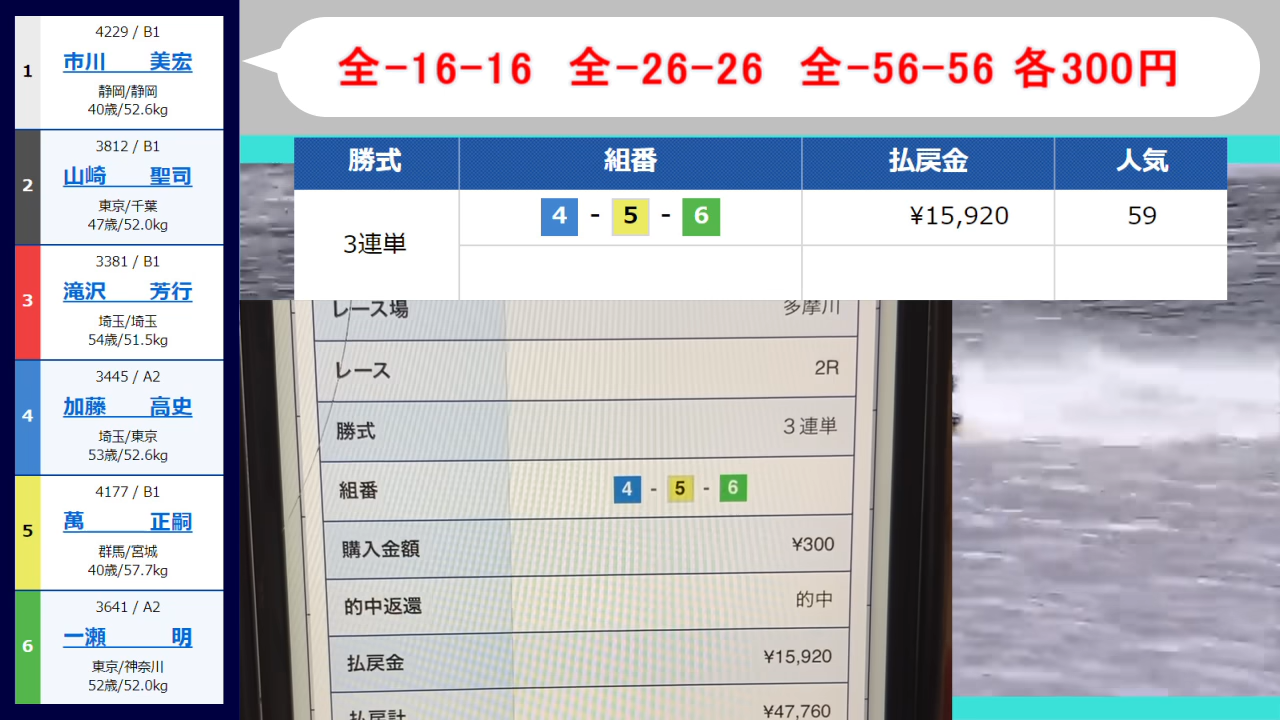 4229 / B1
1
市川 美宏
静岡/静岡
40歳/52.6kg
3812 / B1
2
山崎 聖司
東京/千葉
47歳/52.0kg
3381 / B1
3
滝沢 芳行
埼玉/埼玉
54歳/51.5kg
3445 / A2
4
加藤 高史
埼玉/東京
53歳/52.6kg
4177 / B1
5
萬 正嗣
群馬/宮城
40歳/57.7kg
3641 / A2
6
一瀬 明
東京/神奈川
52歳/52.0kg
全-16-16 全-26-26 全-56-56 各300円
勝式 組番 払戻金 人気
3連単 4 - 5 - 6 ¥15,920 59
レース場 多摩川
レース 2R
勝式 3連単
組番 4 - 5 - 6
購入金額 ¥300
的中返還 的中
払戻金 ¥15,920
払戻計 ¥47,760